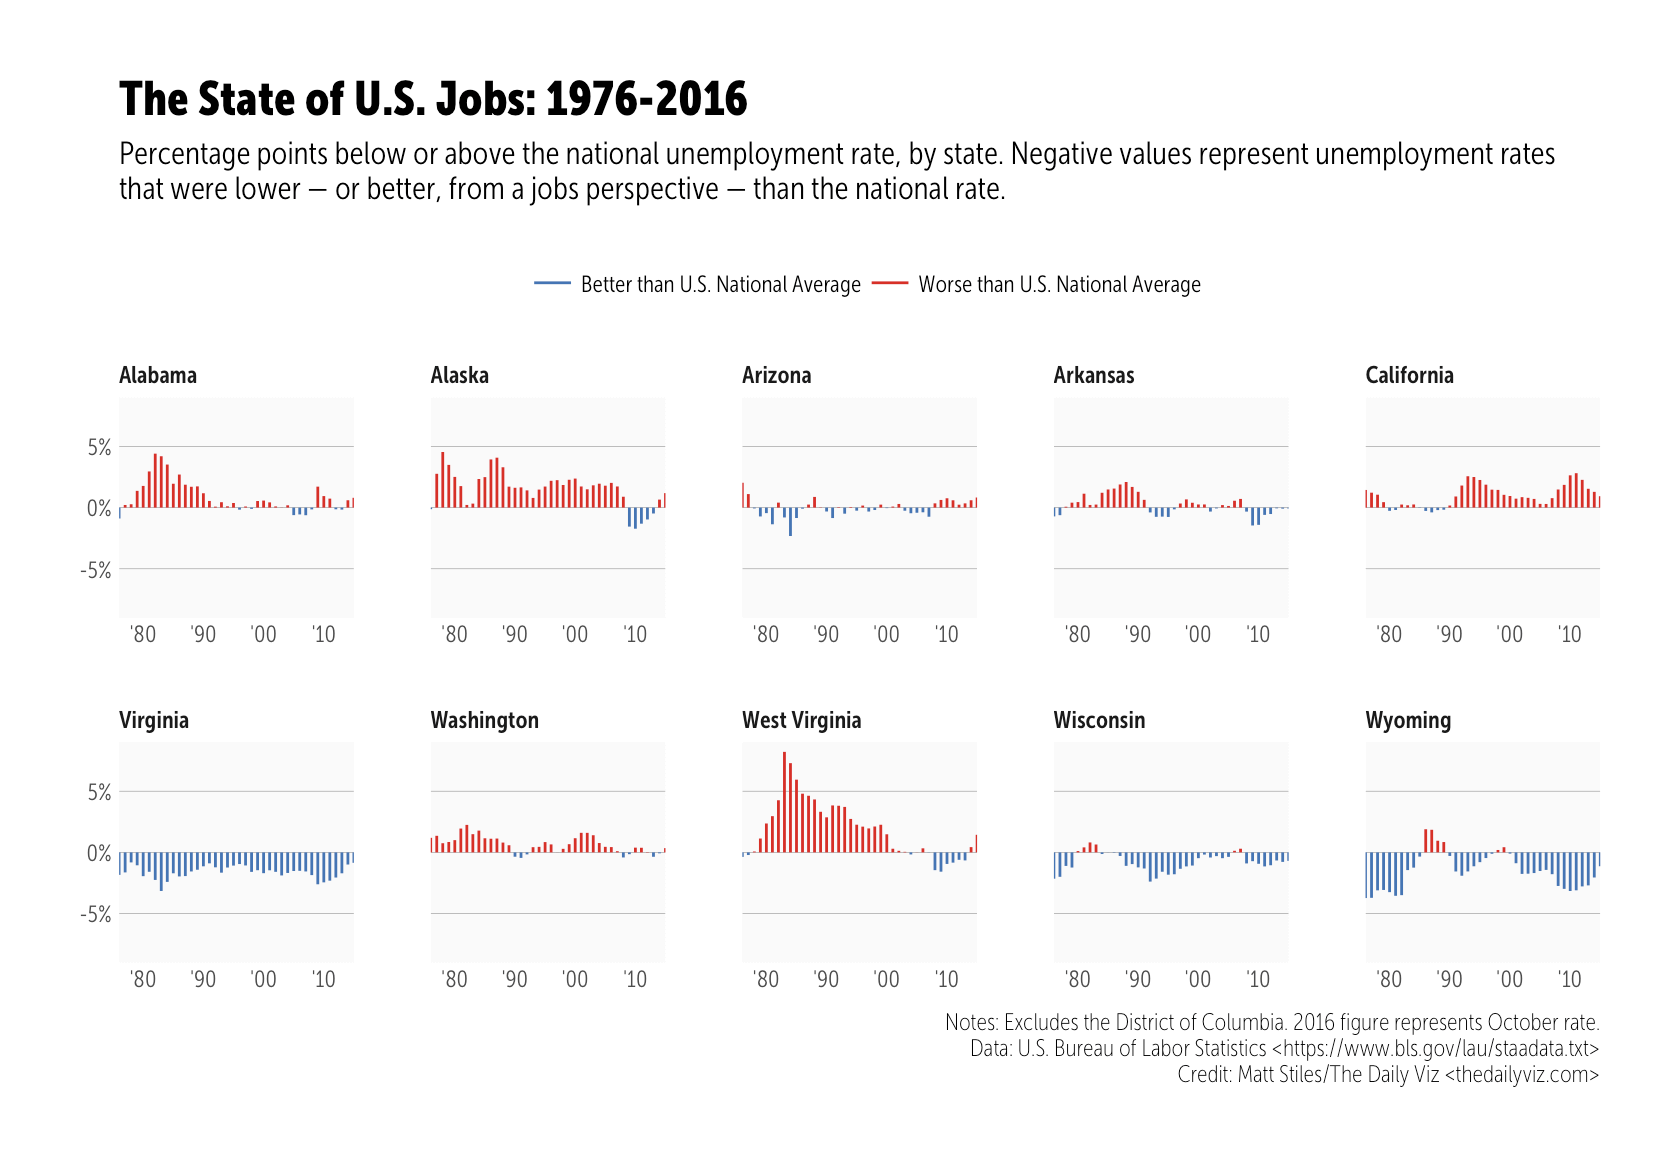 The State of U.S. Jobs: 1976-2016
Percentage points below or above the national unemployment rate, by state. Negative values represent unemployment rates
that were lower — or better, from a jobs perspective — than the national rate.
Better than U.S. National Average Worse than U.S. National Average
Alabama Alaska Arizona Arkansas California
5%
0%
-5%
'80 '90 '00 '10 '80 '90 '00 '10 '80 '90 '00 '10 '80 '90 '00 '10 '80 '90 '00 '10
Virginia Washington West Virginia Wisconsin Wyoming
5%
0%
-5%
'80 '90 '00 '10 '80 '90 '00 '10 '80 '90 '00 '10 '80 '90 '00 '10 '80 '90 '00 '10
Notes: Excludes the District of Columbia. 2016 figure represents October rate.
Data: U.S. Bureau of Labor Statistics <https://www.bls.gov/lau/staadata.txt>
Credit: Matt Stiles/The Daily Viz <thedailyviz.com>